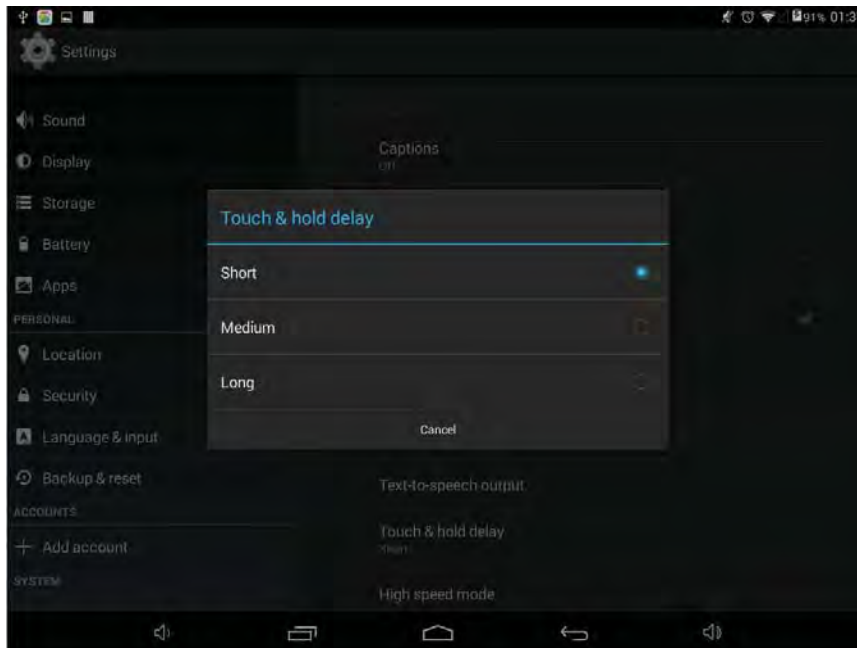 91% 01:3
Settings
Sound
Display
Storage
Battery
Apps
PERSONAL
Location
Security
Language & input
Backup & reset
ACCOUNTS
Add account
SYSTEM
Captions
Off
Touch & hold delay
Short
Medium
Long
Cancel
Text-to-speech output
Touch & hold delay
Short
High speed mode